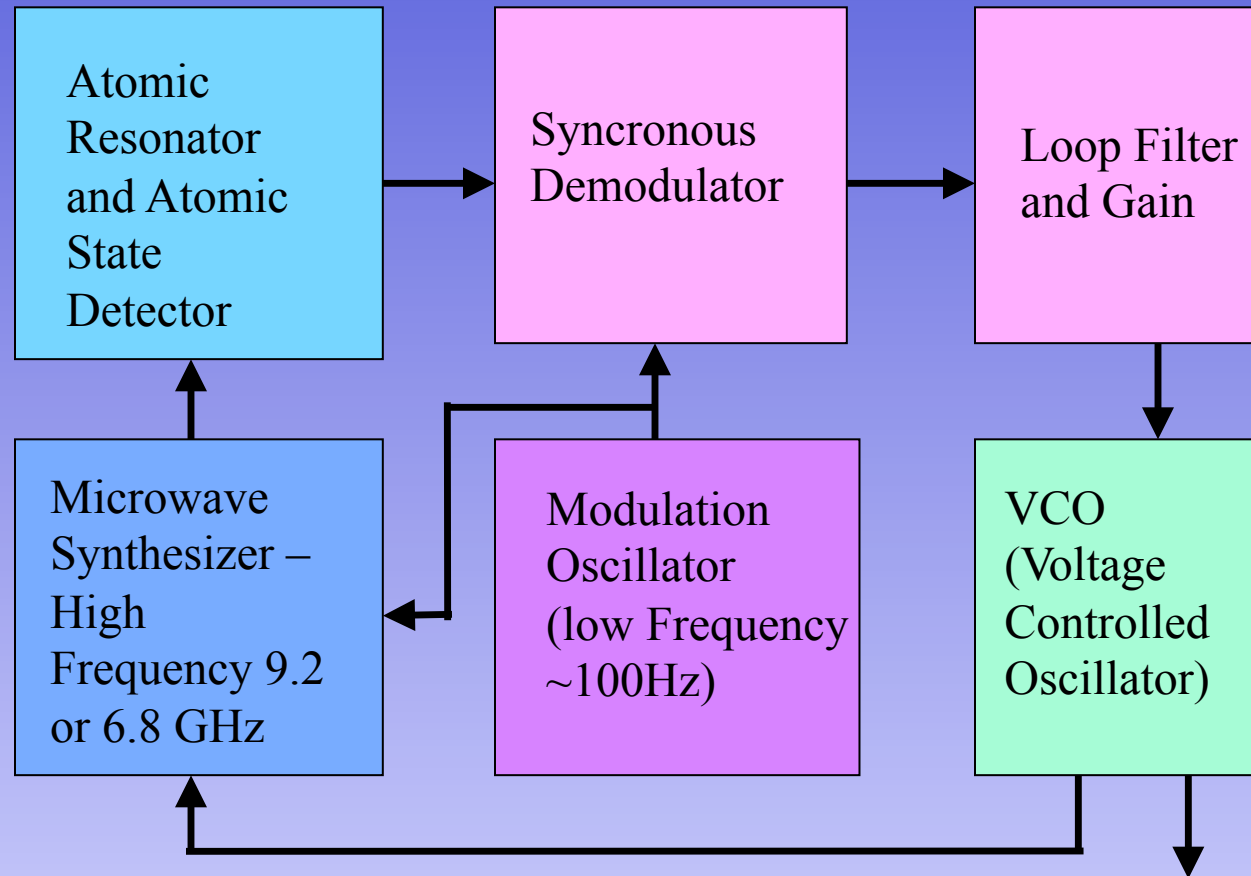 Atomic
Resonator
and Atomic
State
Detector
Syncronous
Demodulator
Loop Filter
and Gain
Microwave
Synthesizer –
High
Frequency 9.2
or 6.8 GHz
Modulation
Oscillator
(low Frequency
~100Hz)
VCO
(Voltage
Controlled
Oscillator)